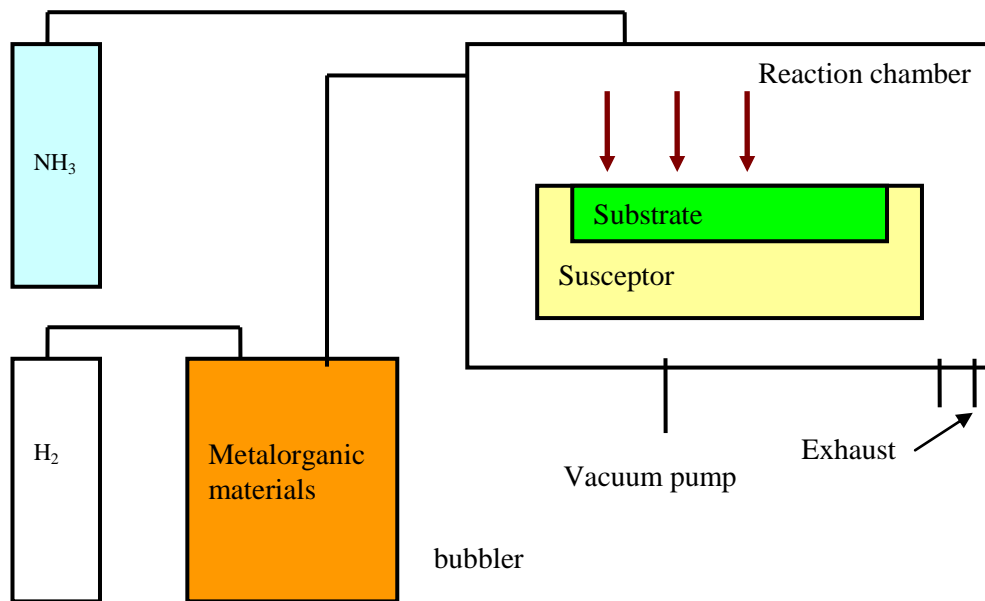 Reaction chamber
NH₃
Substrate
Susceptor
H₂
Metalorganic
materials
Exhaust
Vacuum pump
bubbler